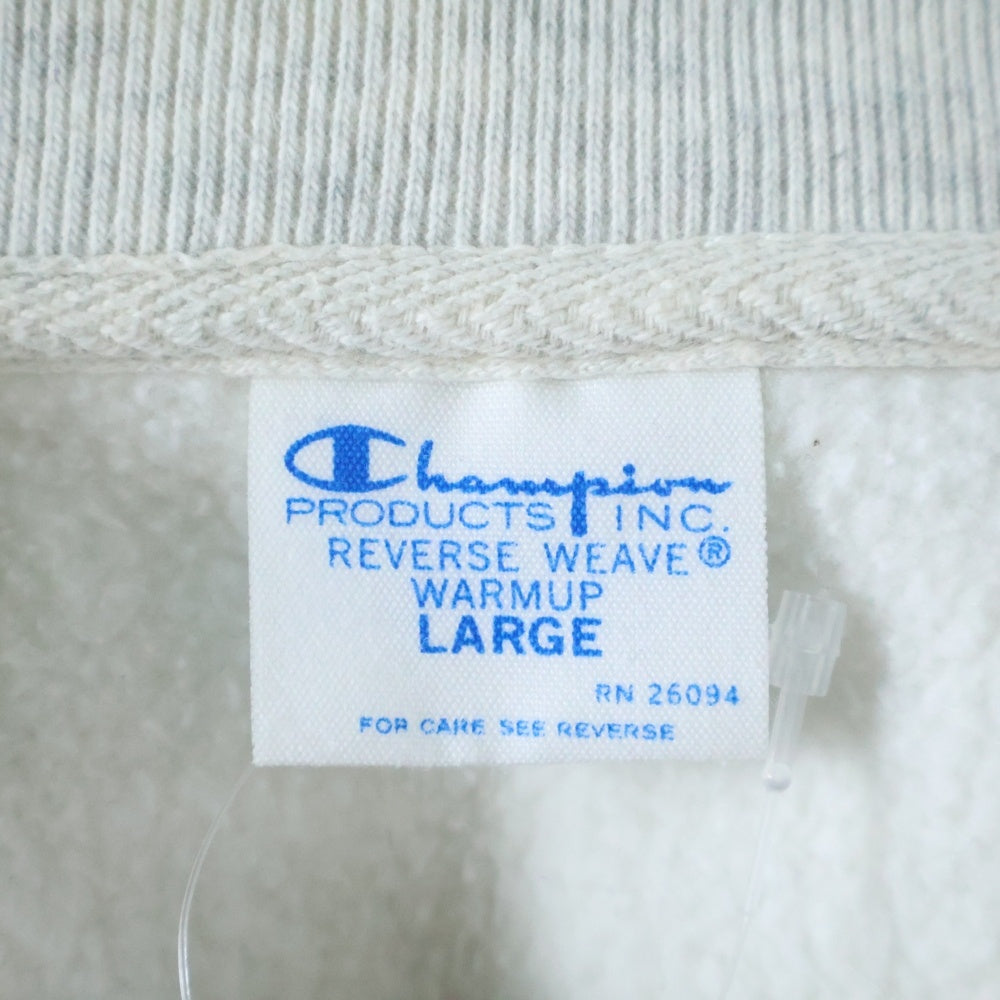 Champion
PRODUCTS INC.
REVERSE WEAVE®
WARMUP
LARGE
RN 26094
FOR CARE SEE REVERSE